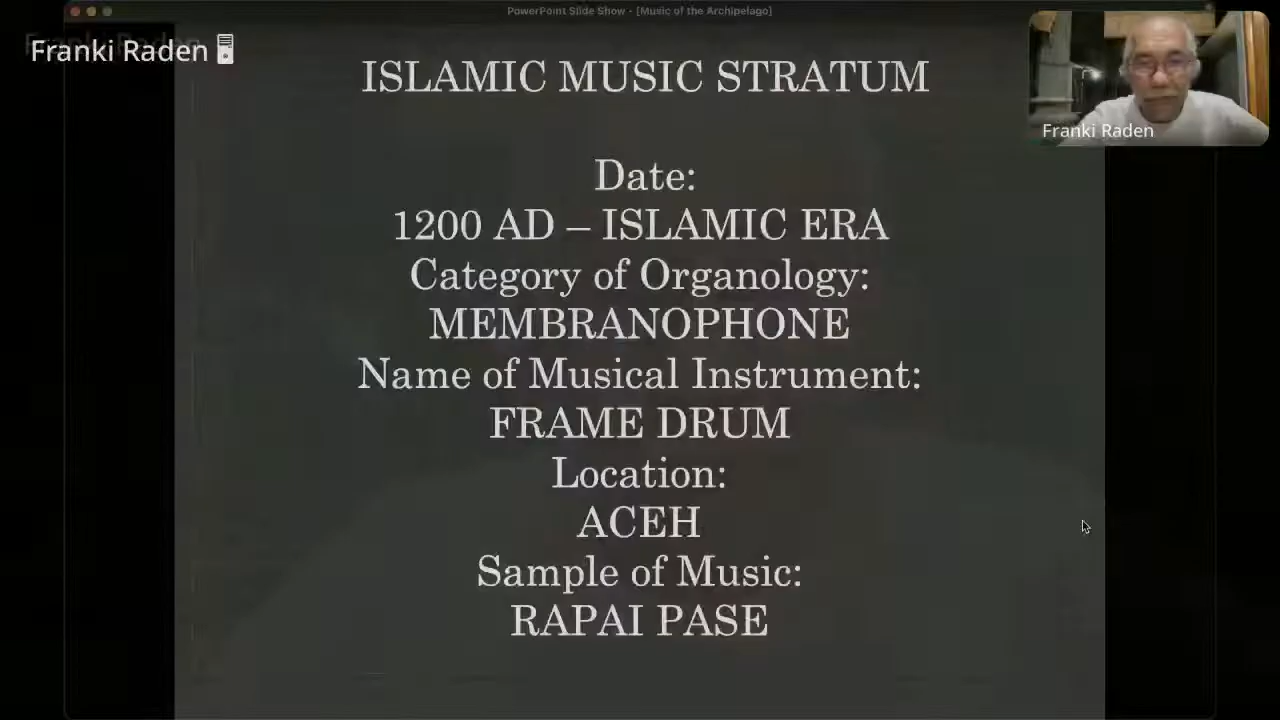 PowerPoint Slide Show - [Music of the Archipelago]
Franki Raden
ISLAMIC MUSIC STRATUM
Franki Raden
Date:
1200 AD – ISLAMIC ERA
Category of Organology:
MEMBRANOPHONE
Name of Musical Instrument:
FRAME DRUM
Location:
ACEH
Sample of Music:
RAPAI PASE